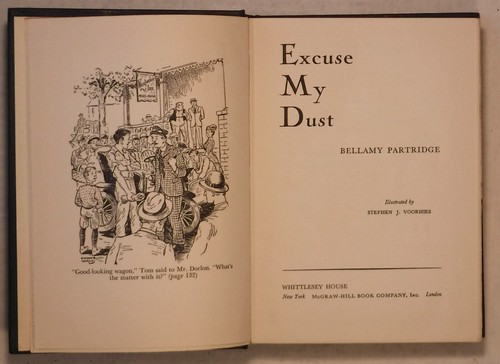 "Good-looking wagon," Tom said to Mr. Dorlon. "What's
the matter with it?" (page 132)
Excuse
My
Dust
BELLAMY PARTRIDGE
Illustrated by
STEPHEN J. VOORHIES
WHITTLESEY HOUSE
New York McGRAW-HILL BOOK COMPANY, INC. London